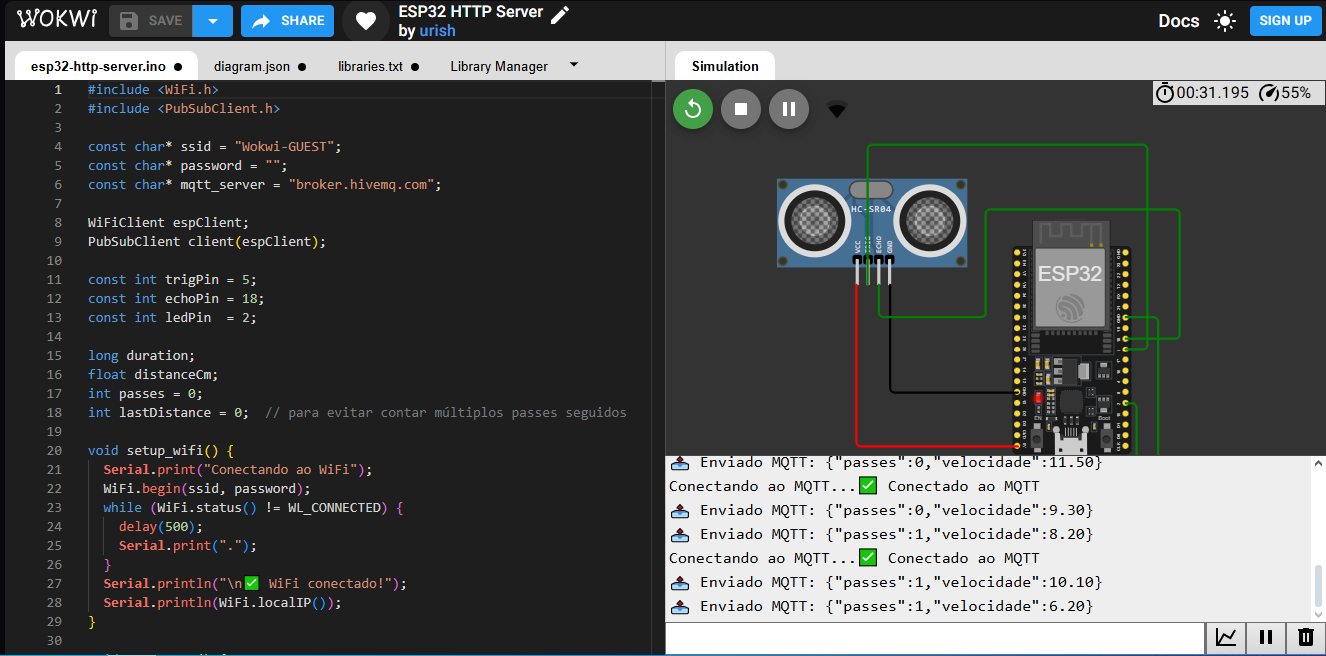 WOKWI
SAVE
SHARE
ESP32 HTTP Server
by urish
Docs
SIGN UP
esp32-http-server.ino
diagram.json
libraries.txt
Library Manager
Simulation
1 #include <WiFi.h>
2 #include <PubSubClient.h>
3
4 const char* ssid = "Wokwi-GUEST";
5 const char* password = "";
6 const char* mqtt_server = "broker.hivemq.com";
7
8 WiFiClient espClient;
9 PubSubClient client(espClient);
10
11 const int trigPin = 5;
12 const int echoPin = 18;
13 const int ledPin  = 2;
14
15 long duration;
16 float distanceCm;
17 int passes = 0;
18 int lastDistance = 0;  // para evitar contar múltiplos passes seguidos
19
20 void setup_wifi() {
21   Serial.print("Conectando ao WiFi");
22   WiFi.begin(ssid, password);
23   while (WiFi.status() != WL_CONNECTED) {
24     delay(500);
25     Serial.print(".");
26   }
27   Serial.println("\n✅ WiFi conectado!");
28   Serial.println(WiFi.localIP());
29 }
30
00:31.195 55%
HC-SR04
VCC
ECHO
GND
ESP32
EN
Boot
📤 Enviado MQTT: {"passes":0,"velocidade":11.50}
Conectando ao MQTT...✅ Conectado ao MQTT
📤 Enviado MQTT: {"passes":0,"velocidade":9.30}
📤 Enviado MQTT: {"passes":1,"velocidade":8.20}
Conectando ao MQTT...✅ Conectado ao MQTT
📤 Enviado MQTT: {"passes":1,"velocidade":10.10}
📤 Enviado MQTT: {"passes":1,"velocidade":6.20}